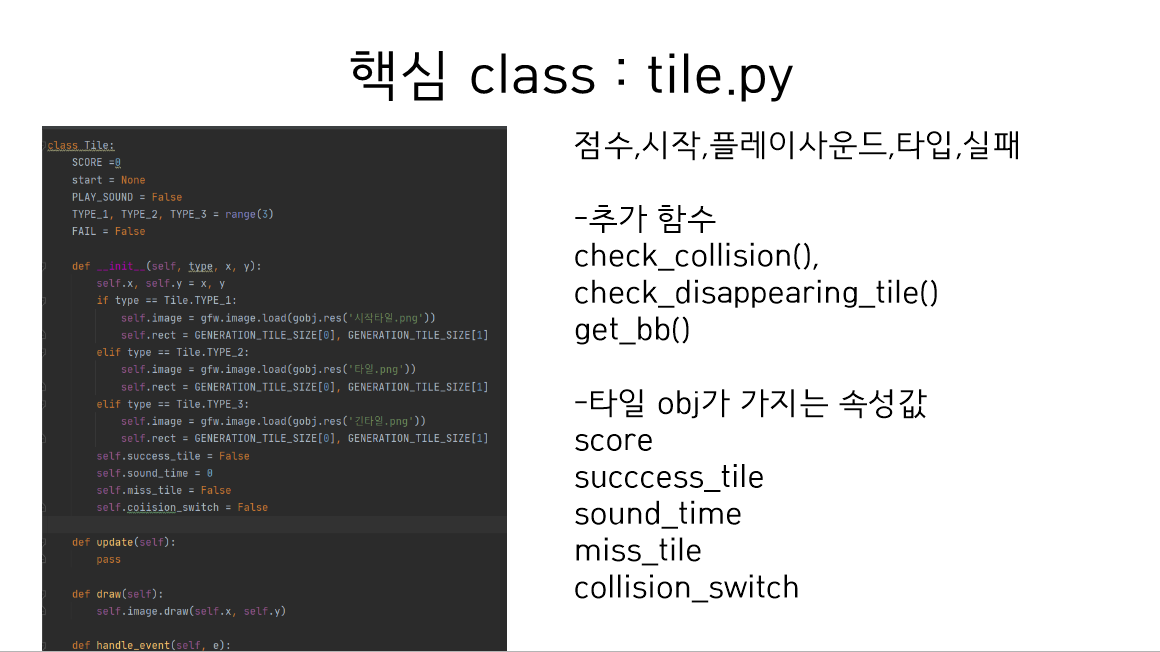 핵심 class : tile.py
class Tile:
SCORE =0
start = None
PLAY_SOUND = False
TYPE_1, TYPE_2, TYPE_3 = range(3)
FAIL = False
def __init__(self, type, x, y):
self.x, self.y = x, y
if type == Tile.TYPE_1:
self.image = gfw.image.load(gobj.res('시작타일.png'))
self.rect = GENERATION_TILE_SIZE[0], GENERATION_TILE_SIZE[1]
elif type == Tile.TYPE_2:
self.image = gfw.image.load(gobj.res('타일.png'))
self.rect = GENERATION_TILE_SIZE[0], GENERATION_TILE_SIZE[1]
elif type == Tile.TYPE_3:
self.image = gfw.image.load(gobj.res('긴타일.png'))
self.rect = GENERATION_TILE_SIZE[0], GENERATION_TILE_SIZE[1]
self.success_tile = False
self.sound_time = 0
self.miss_tile = False
self.coiision_switch = False
def update(self):
pass
def draw(self):
self.image.draw(self.x, self.y)
def handle_event(self, e):
점수,시작,플레이사운드,타입,실패
-추가 함수
check_collision(),
check_disappearing_tile()
get_bb()
-타일 obj가 가지는 속성값
score
succcess_tile
sound_time
miss_tile
collision_switch